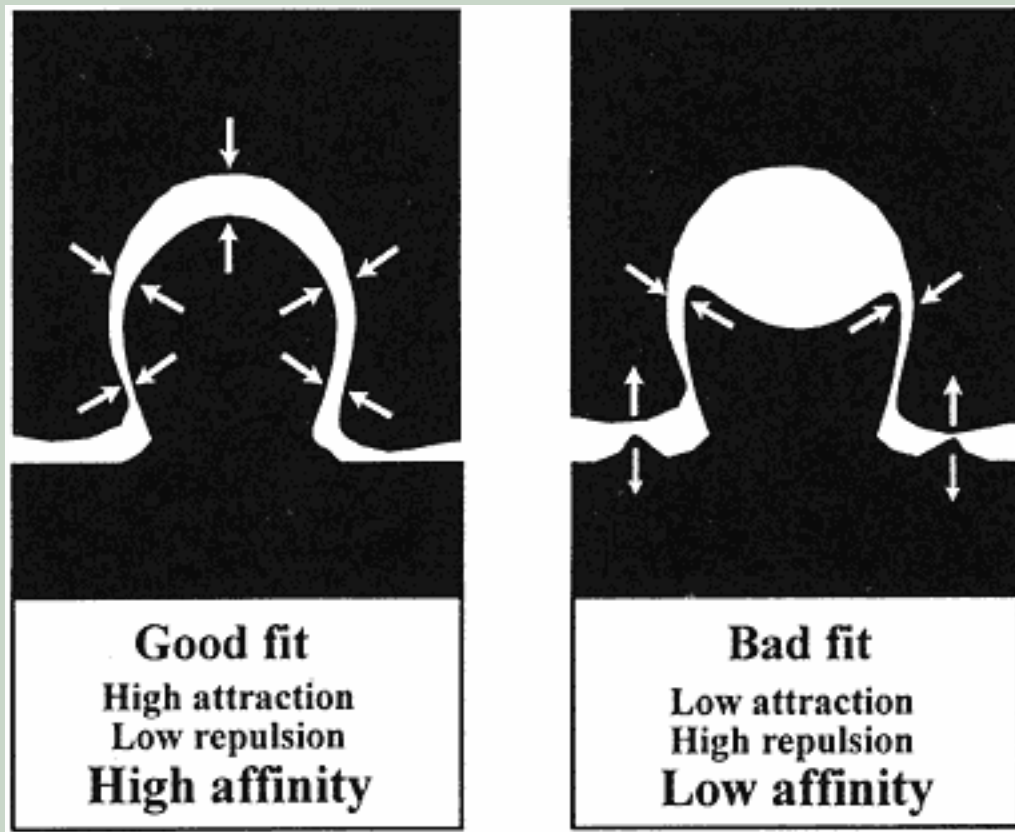 Good fit
High attraction
Low repulsion
High affinity
Bad fit
Low attraction
High repulsion
Low affinity